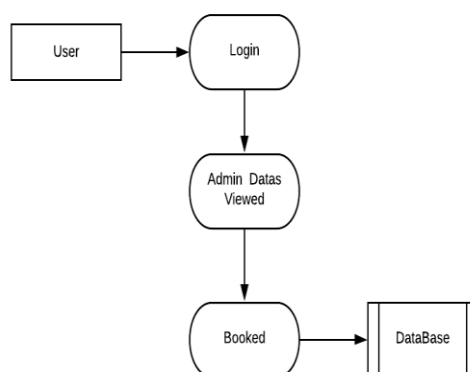 User
Login
Admin Datas
Viewed
Booked
DataBase